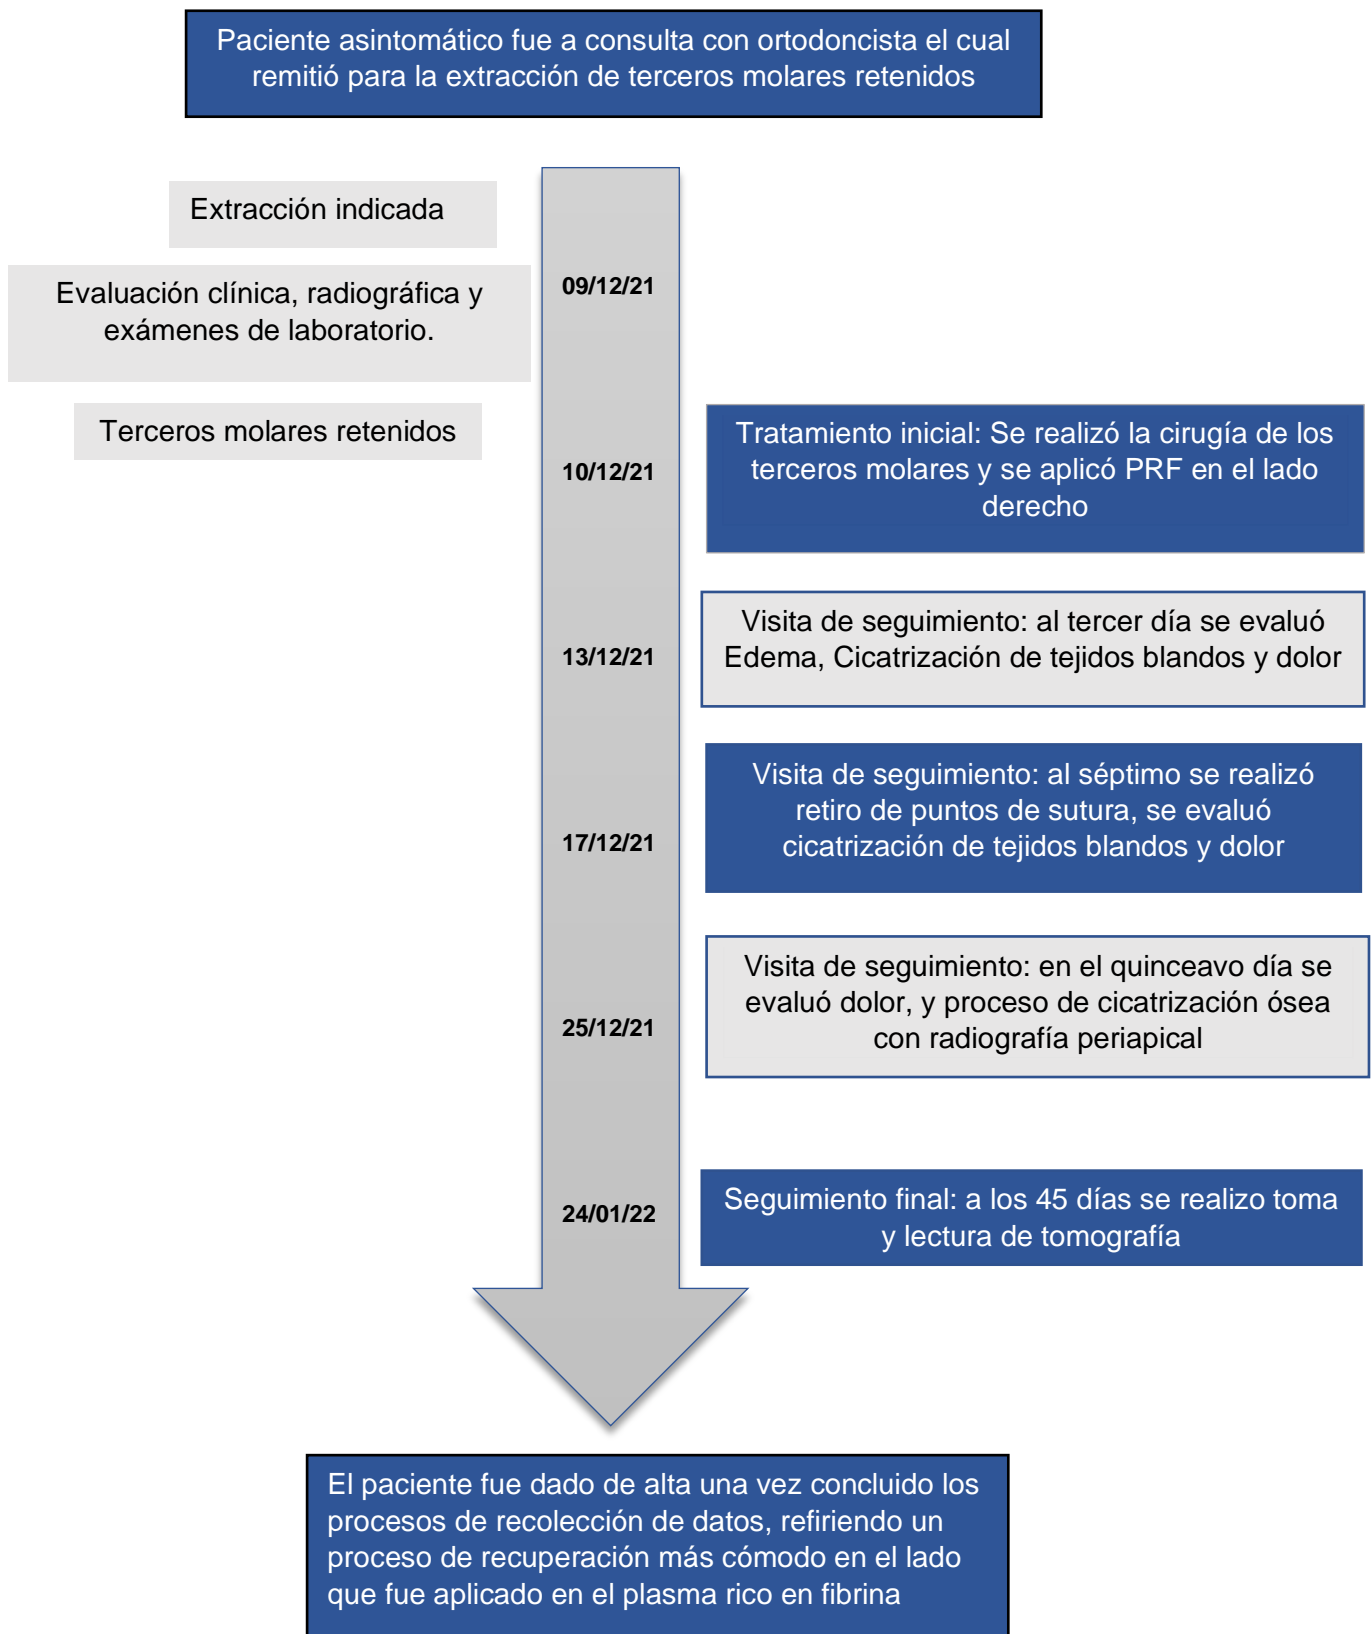 Paciente asintomático fue a consulta con ortodoncista el cual
remitió para la extracción de terceros molares retenidos
Extracción indicada
09/12/21
Evaluación clínica, radiográfica y
exámenes de laboratorio.
Terceros molares retenidos
10/12/21
Tratamiento inicial: Se realizó la cirugía de los
terceros molares y se aplicó PRF en el lado
derecho
13/12/21
Visita de seguimiento: al tercer día se evaluó
Edema, Cicatrización de tejidos blandos y dolor
17/12/21
Visita de seguimiento: al séptimo se realizó
retiro de puntos de sutura, se evaluó
cicatrización de tejidos blandos y dolor
25/12/21
Visita de seguimiento: en el quinceavo día se
evaluó dolor, y proceso de cicatrización ósea
con radiografía periapical
24/01/22
Seguimiento final: a los 45 días se realizo toma
y lectura de tomografía
El paciente fue dado de alta una vez concluido los
procesos de recolección de datos, refiriendo un
proceso de recuperación más cómodo en el lado
que fue aplicado en el plasma rico en fibrina